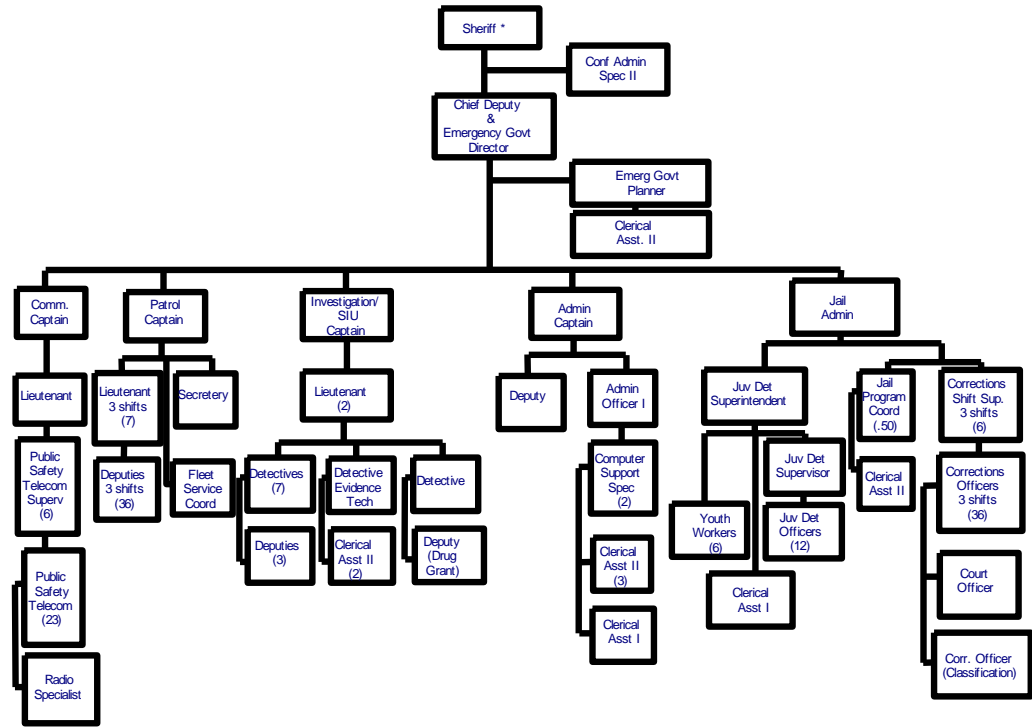 Sheriff *
Conf Admin
Spec II
Chief Deputy
&
Emergency Govt
Director
Emerg Govt
Planner
Clerical
Asst. II
Comm.
Captain
Patrol
Captain
Investigation/
SIU
Captain
Admin
Captain
Jail
Admin
Lieutenant
Lieutenant
3 shifts
(7)
Secretery
Lieutenant
(2)
Deputy
Admin
Officer I
Juv Det
Superintendent
Jail
Program
Coord
(.50)
Corrections
Shift Sup.
3 shifts
(6)
Public
Safety
Telecom
Superv
(6)
Deputies
3 shifts
(36)
Fleet
Service
Coord
Detectives
(7)
Detective
Evidence
Tech
Detective
Computer
Support
Spec
(2)
Juv Det
Supervisor
Clerical
Asst II
Corrections
Officers
3 shifts
(36)
Youth
Workers
(6)
Juv Det
Officers
(12)
Deputies
(3)
Clerical
Asst II
(2)
Deputy
(Drug
Grant)
Clerical
Asst II
(3)
Public
Safety
Telecom
(23)
Clerical
Asst I
Court
Officer
Clerical
Asst I
Radio
Specialist
Corr. Officer
(Classification)